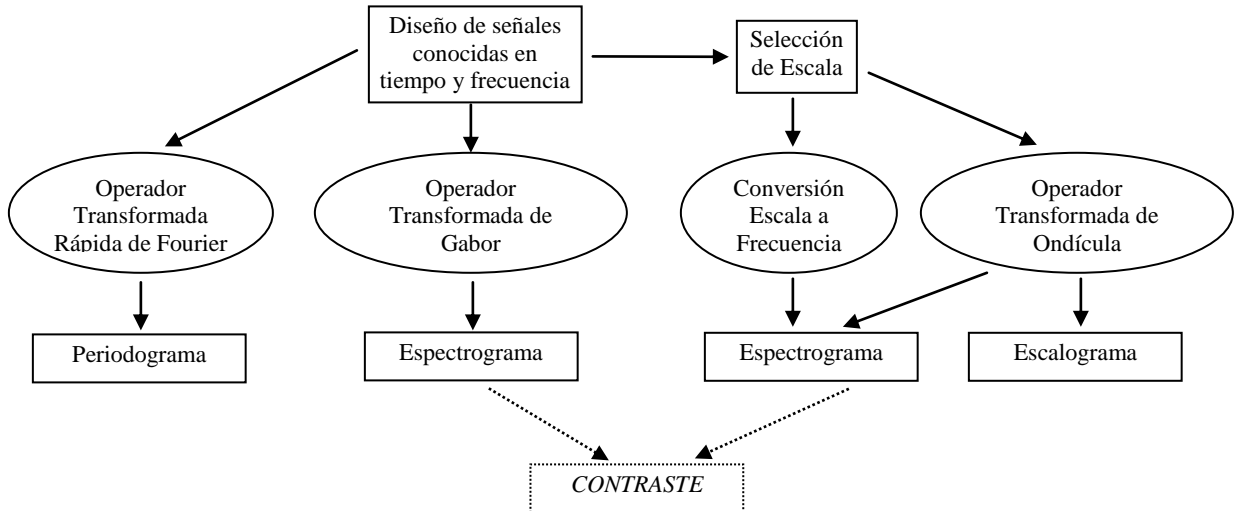 Diseño de señales
conocidas en
tiempo y frecuencia
Selección
de Escala
Operador
Transformada
Rápida de Fourier
Operador
Transformada de
Gabor
Conversión
Escala a
Frecuencia
Operador
Transformada de
Ondícula
Periodograma
Espectrograma
Espectrograma
Escalograma
CONTRASTE